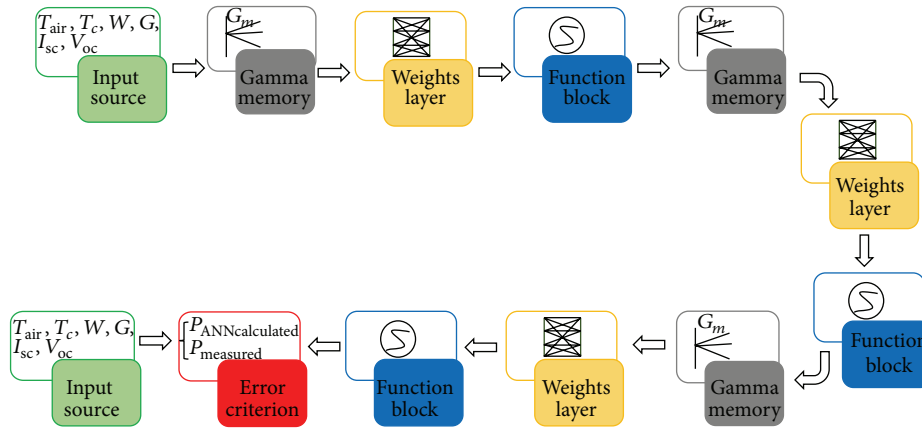 T_air, T_c, W, G,
I_sc, V_oc
Input
source
G_m
Gamma
memory
Weights
layer
Function
block
G_m
Gamma
memory
Weights
layer
Function
block
G_m
Gamma
memory
Weights
layer
Function
block
P_ANNcalculated
P_measured
Error
criterion
T_air, T_c, W, G,
I_sc, V_oc
Input
source